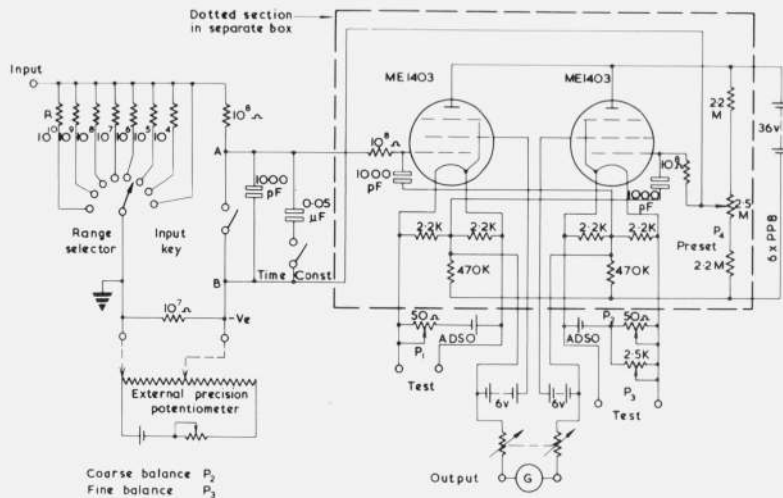 Dotted section
in separate box
Input
ME1403
ME1403
R
10¹⁰
10⁹
10⁸
10⁷
10⁶
10⁵
10⁴
10⁸Ω
A
10⁸Ω
1000
pF
1000
pF
0·05
μF
10⁸
1000
pF
22
M
36v
2·5
M
P₄
Preset
2·2M
6 x PP8
Range
selector
Input
key
Time Const.
B
2·2K
2·2K
2·2K
2·2K
470K
470K
10⁷Ω
-Ve
50Ω
P₁
ADSO
Test
ADSO
P₂
50Ω
2·5K
P₃
Test
6v
6v
External precision
potentiometer
Output
G
Coarse balance P₂
Fine balance P₃